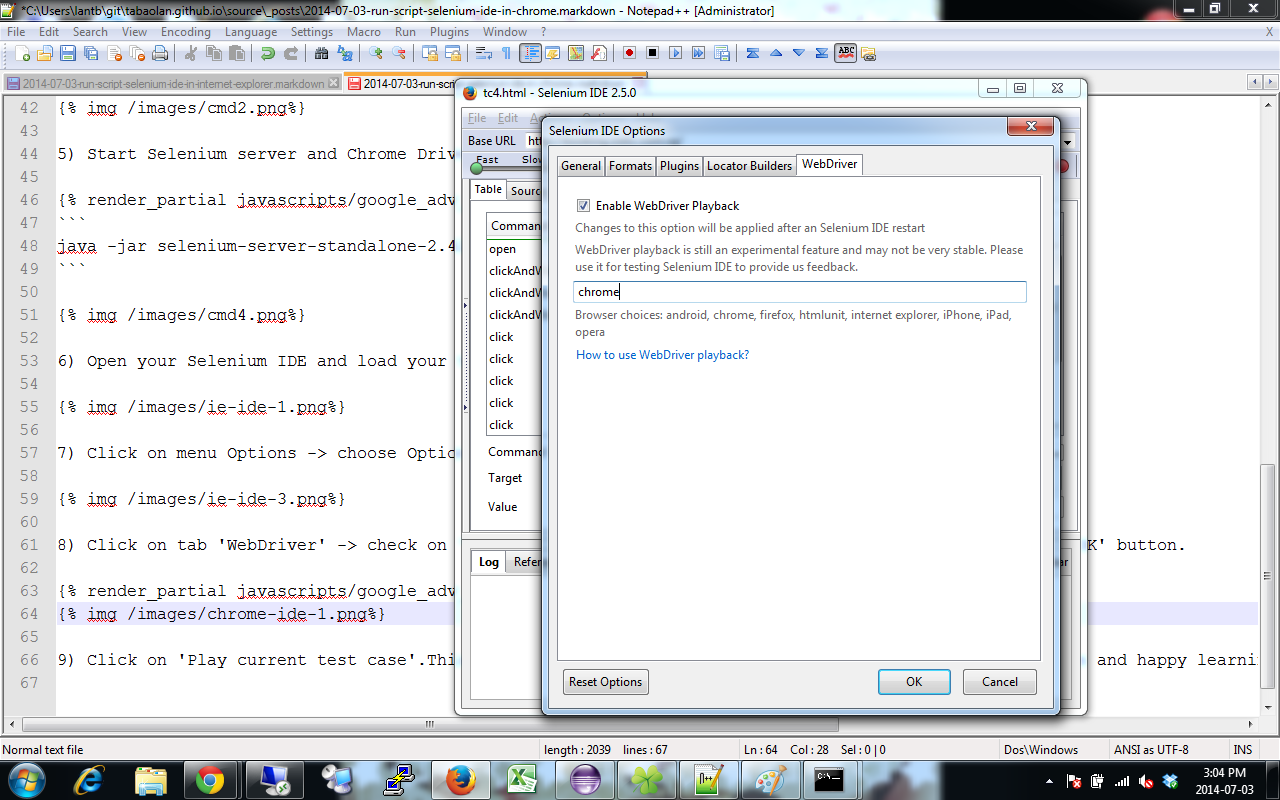 *C:\Users\lantb\git\tabaolan.github.io\source\_posts\2014-07-03-run-script-selenium-ide-in-chrome.markdown - Notepad++ [Administrator]
File Edit Search View Encoding Language Settings Macro Run Plugins Window ? X
2014-07-03-run-script-selenium-ide-in-internet-explorer.markdown
2014-07-03-run-scr
42 {% img /images/cmd2.png%}
43
44 5) Start Selenium server and Chrome Driv
45
46 {% render_partial javascripts/google_adv
47 ```
48 java -jar selenium-server-standalone-2.4
49 ```
50
51 {% img /images/cmd4.png%}
52
53 6) Open your Selenium IDE and load your
54
55 {% img /images/ie-ide-1.png%}
56
57 7) Click on menu Options -> choose Optio
58
59 {% img /images/ie-ide-3.png%}
60
61 8) Click on tab 'WebDriver' -> check on K' button.
62
63 {% render_partial javascripts/google_adv
64 {% img /images/chrome-ide-1.png%}
65
66 9) Click on 'Play current test case'.Thi and happy learni
67
tc4.html - Selenium IDE 2.5.0
File Edit
Base URL
Fast Slow
Table Sourc
Comman
open
clickAndW
clickAndW
clickAndW
click
click
click
click
click
Comman
Target
Value
Log Refer ar
Selenium IDE Options
General Formats Plugins Locator Builders WebDriver
Enable WebDriver Playback
Changes to this option will be applied after an Selenium IDE restart
WebDriver playback is still an experimental feature and may not be very stable. Please
use it for testing Selenium IDE to provide us feedback.
chrome
Browser choices: android, chrome, firefox, htmlunit, internet explorer, iPhone, iPad,
opera
How to use WebDriver playback?
Reset Options OK Cancel
Normal text file length : 2039 lines : 67 Ln : 64 Col : 28 Sel : 0 | 0 Dos\Windows ANSI as UTF-8 INS
3:04 PM
2014-07-03